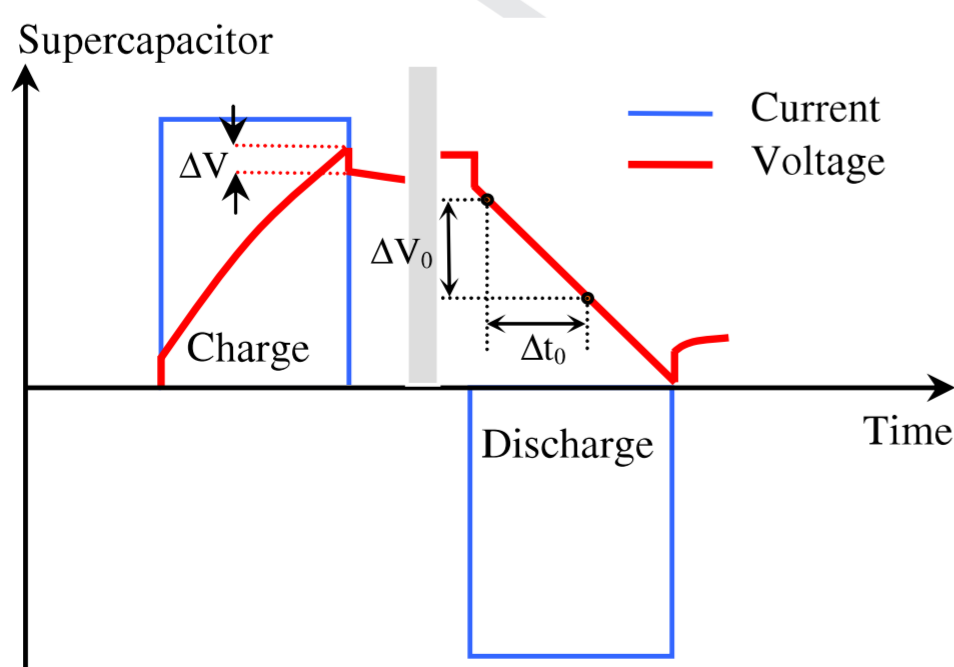 Supercapacitor
Current
ΔV
Voltage
ΔV₀
Charge
Δt₀
Time
Discharge